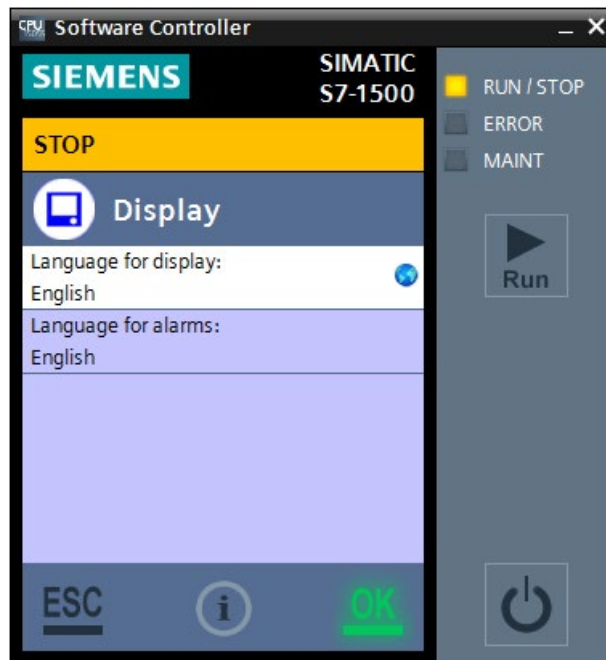 CPU Software Controller
SIEMENS
SIMATIC
S7-1500
STOP
Display
Language for display:
English
Language for alarms:
English
ESC
i
OK
RUN / STOP
ERROR
MAINT
Run